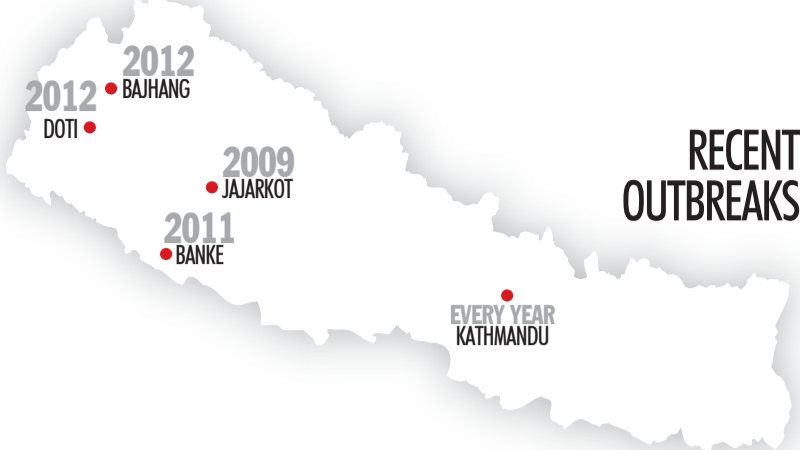 2012
BAJHANG
2012
DOTI
RECENT
OUTBREAKS
2009
JAJARKOT
2011
BANKE
EVERY YEAR
KATHMANDU